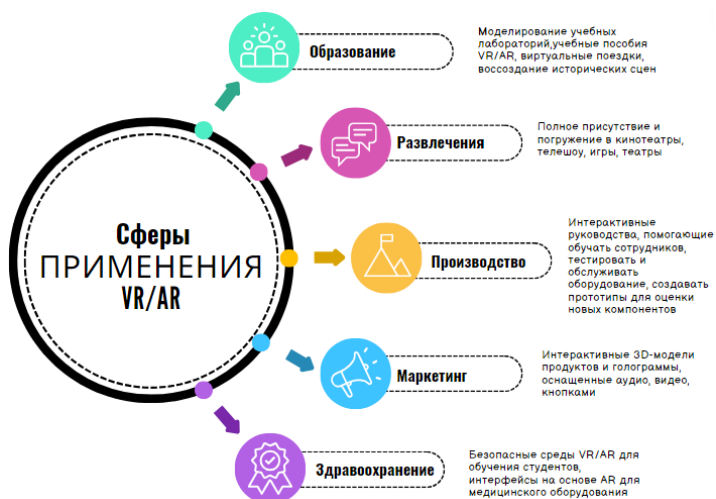 Образование
Моделирование учебных
лабораторий,учебные пособия
VR/AR, виртуальные поездки,
воссоздание исторических сцен
Развлечения
Полное присутствие и
погружение в кинотеатры,
телешоу, игры, театры
Сферы
ПРИМЕНЕНИЯ
VR/AR
Производство
Интерактивные
руководства, помогающие
обучать сотрудников,
тестировать и
обслуживать
оборудование, создавать
прототипы для оценки
новых компонентов
Маркетинг
Интерактивные 3D-модели
продуктов и голограммы,
оснащенные аудио, видео,
кнопками
Здравоохранение
Безопасные среды VR/AR для
обучения студентов,
интерфейсы на основе AR для
медицинского оборудования